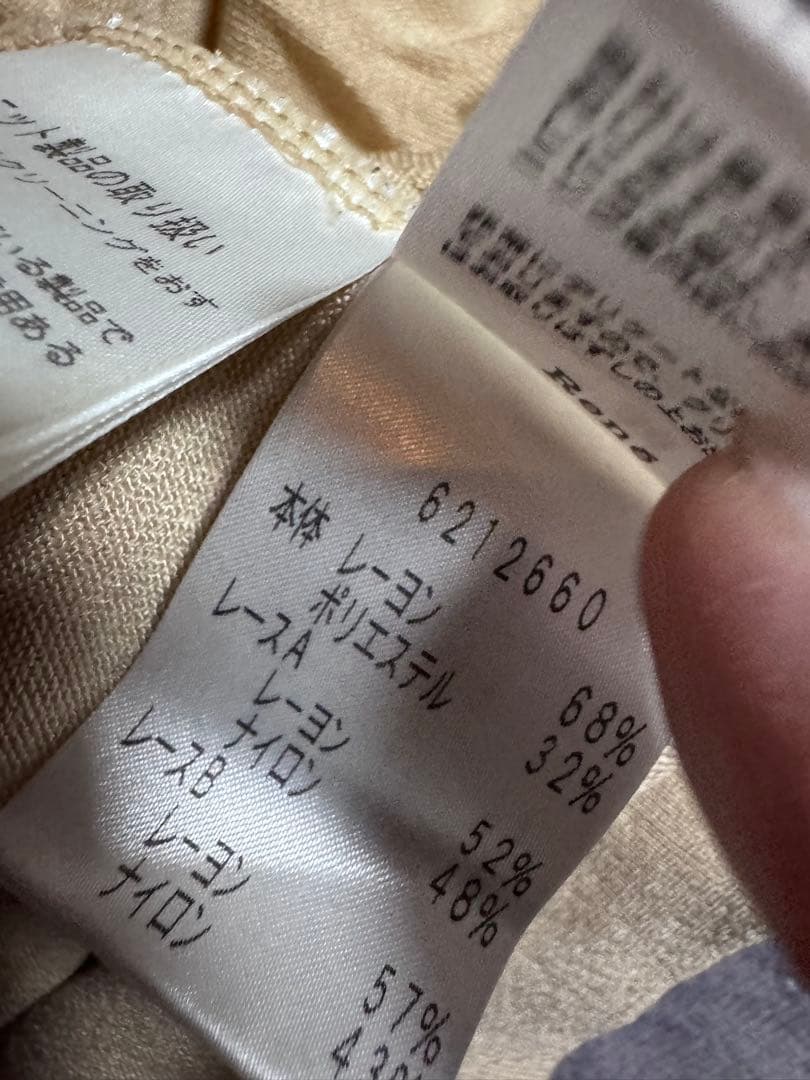 ット製品の取り扱い
クリーニングをおす
いる製品で
用ある
Rene
6212660
本体 レーヨン 68%
ポリエステル 32%
レースA
レーヨン 52%
ナイロン 48%
レースB
レーヨン 57%
ナイロン 43%